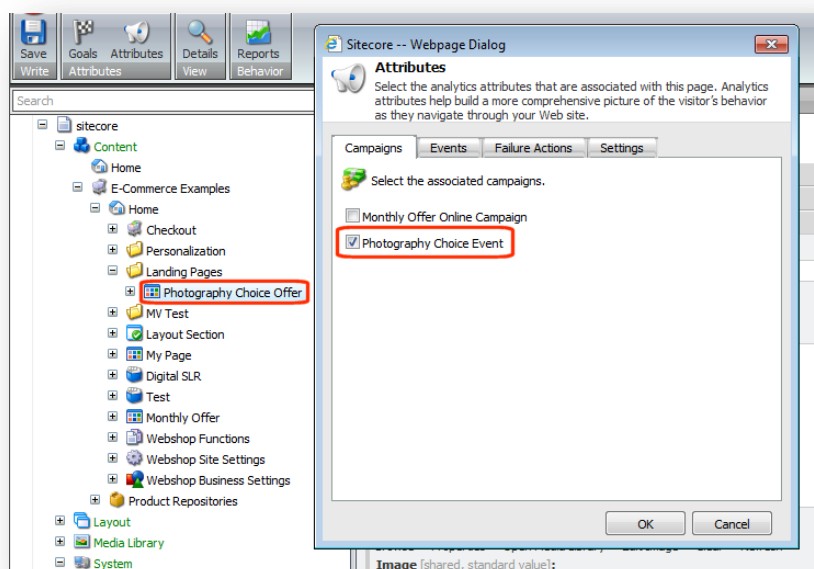 Save
Goals Attributes
Details
Reports
Write
Attributes
View
Behavior
Search
sitecore
Content
Home
E-Commerce Examples
Home
Checkout
Personalization
Landing Pages
Photography Choice Offer
MV Test
Layout Section
My Page
Digital SLR
Test
Monthly Offer
Webshop Functions
Webshop Site Settings
Webshop Business Settings
Product Repositories
Layout
Media Library
System
Sitecore -- Webpage Dialog
Attributes
Select the analytics attributes that are associated with this page. Analytics
attributes help build a more comprehensive picture of the visitor's behavior
as they navigate through your Web site.
Campaigns Events Failure Actions Settings
Select the associated campaigns.
Monthly Offer Online Campaign
Photography Choice Event
OK Cancel
Image [shared, standard value]: